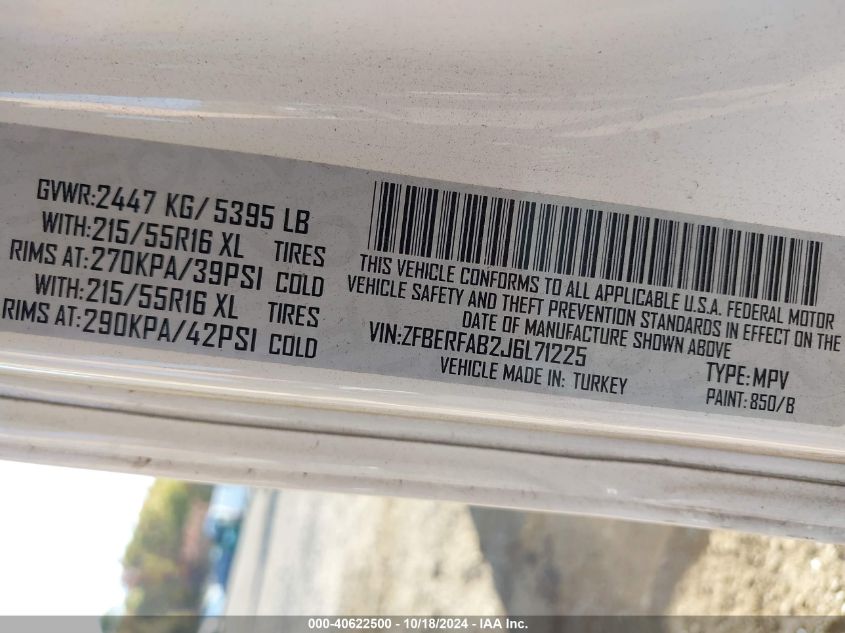 GVWR:2447 KG/5395 LB
WITH:215/55R16 XL TIRES
RIMS AT:270KPA/39PSI COLD
WITH:215/55R16 XL TIRES
RIMS AT:290KPA/42PSI COLD
THIS VEHICLE CONFORMS TO ALL APPLICABLE U.S.A. FEDERAL MOTOR
VEHICLE SAFETY AND THEFT PREVENTION STANDARDS IN EFFECT ON THE
DATE OF MANUFACTURE SHOWN ABOVE
VIN:ZFBERFAB2J6L71225
TYPE:MPV
VEHICLE MADE IN: TURKEY
PAINT:850/B
000-40622500 - 10/18/2024 - IAA Inc.